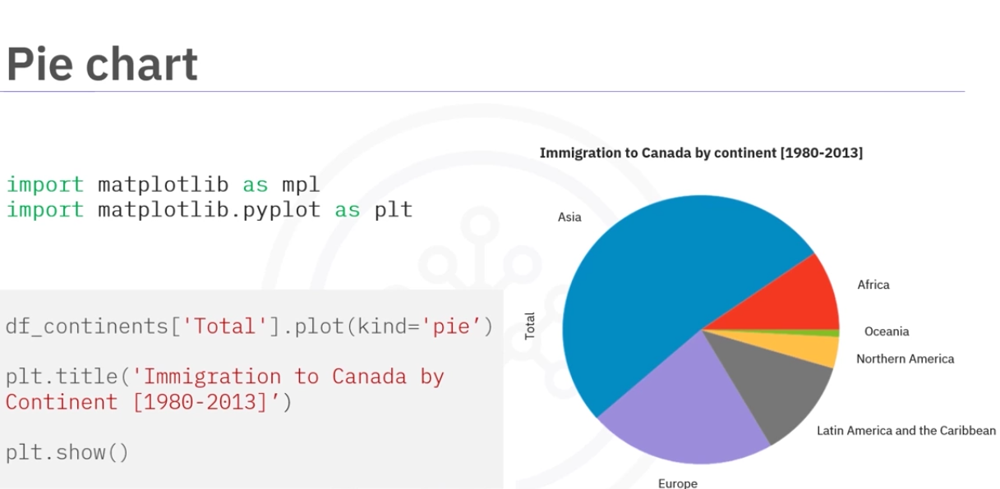 Pie chart
import matplotlib as mpl
import matplotlib.pyplot as plt
df_continents['Total'].plot(kind='pie′)
plt.title('Immigration to Canada by
Continent [1980-2013]′)
plt.show()
Immigration to Canada by continent [1980-2013]
Asia
Africa
Total
Oceania
Northern America
Latin America and the Caribbean
Europe